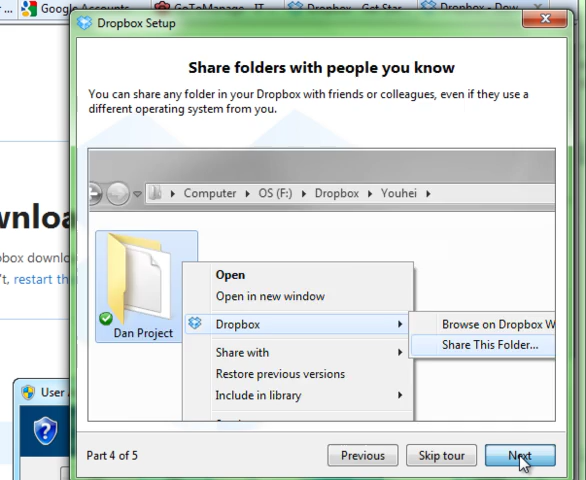 Google Accounts
GoToManage - IT
Dropbox - Get Star
Dropbox - Dow
Dropbox Setup
Share folders with people you know
You can share any folder in your Dropbox with friends or colleagues, even if they use a
different operating system from you.
Computer OS (F:) Dropbox Youhei
wnloa
box downlo
't, restart th
Dan Project
Open
Open in new window
Dropbox
Browse on Dropbox W
Share This Folder...
Share with
Restore previous versions
Include in library
User
Part 4 of 5
Previous
Skip tour
Next